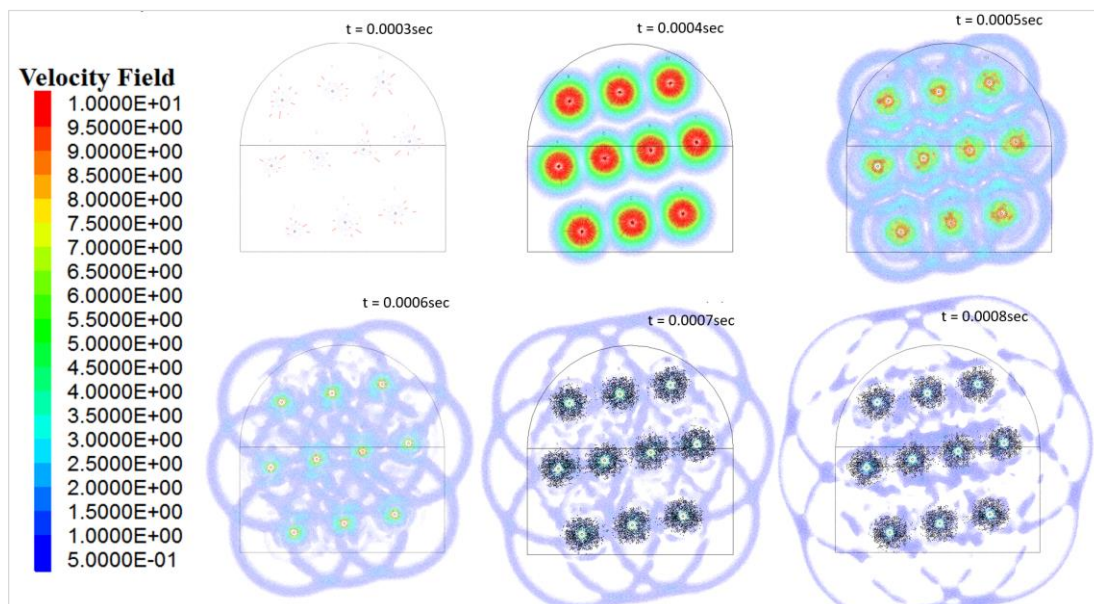 t = 0.0003sec
t = 0.0004sec
t = 0.0005sec
Velocity Field
1.0000E+01
9.5000E+00
9.0000E+00
8.5000E+00
8.0000E+00
7.5000E+00
7.0000E+00
6.5000E+00
6.0000E+00
5.5000E+00
5.0000E+00
4.5000E+00
4.0000E+00
3.5000E+00
3.0000E+00
2.5000E+00
2.0000E+00
1.5000E+00
1.0000E+00
5.0000E-01
t = 0.0006sec
t = 0.0007sec
t = 0.0008sec